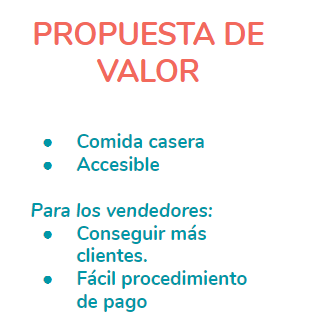 PROPUESTA DE
VALOR
● Comida casera
● Accesible
Para los vendedores:
● Conseguir más
clientes.
● Fácil procedimiento
de pago